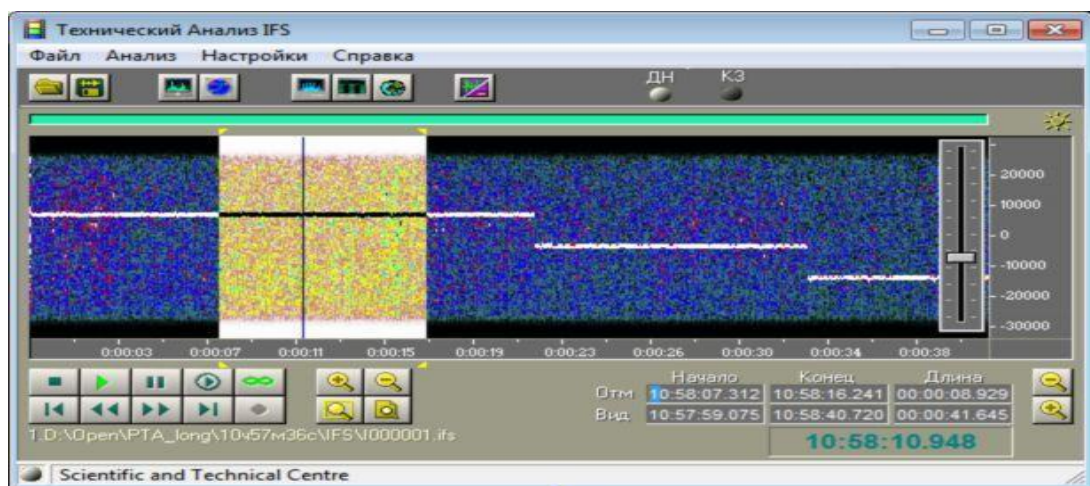 Технический Анализ IFS
Файл Анализ Настройки Справка
ДН КЗ
20000
10000
0
-10000
-20000
-30000
0:00:03 0:00:07 0:00:11 0:00:15 0:00:19 0:00:23 0:00:26 0:00:30 0:00:34 0:00:38
Начало Конец Длина
Отм 10:58:07.312 10:58:16.241 00:00:08.929
Вид 10:57:59.075 10:58:40.720 00:00:41.645
1.D:\Open\PTA_long\10ч57м36с\IFS\I000001.ifs
10:58:10.948
Scientific and Technical Centre